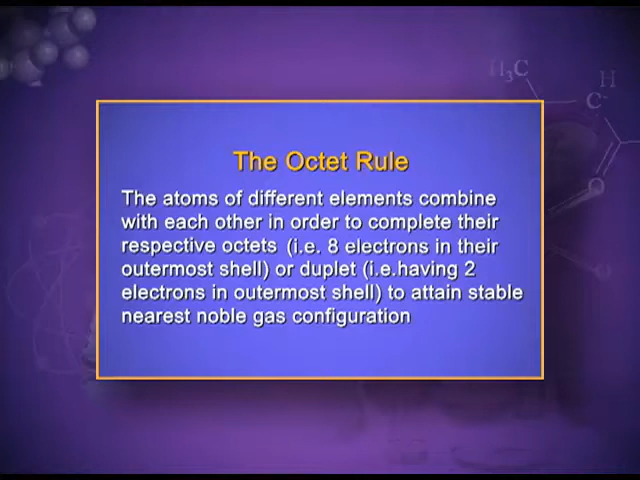 H₃C
H
C
The Octet Rule
The atoms of different elements combine
with each other in order to complete their
respective octets (i.e. 8 electrons in their
outermost shell) or duplet (i.e.having 2
electrons in outermost shell) to attain stable
nearest noble gas configuration
O